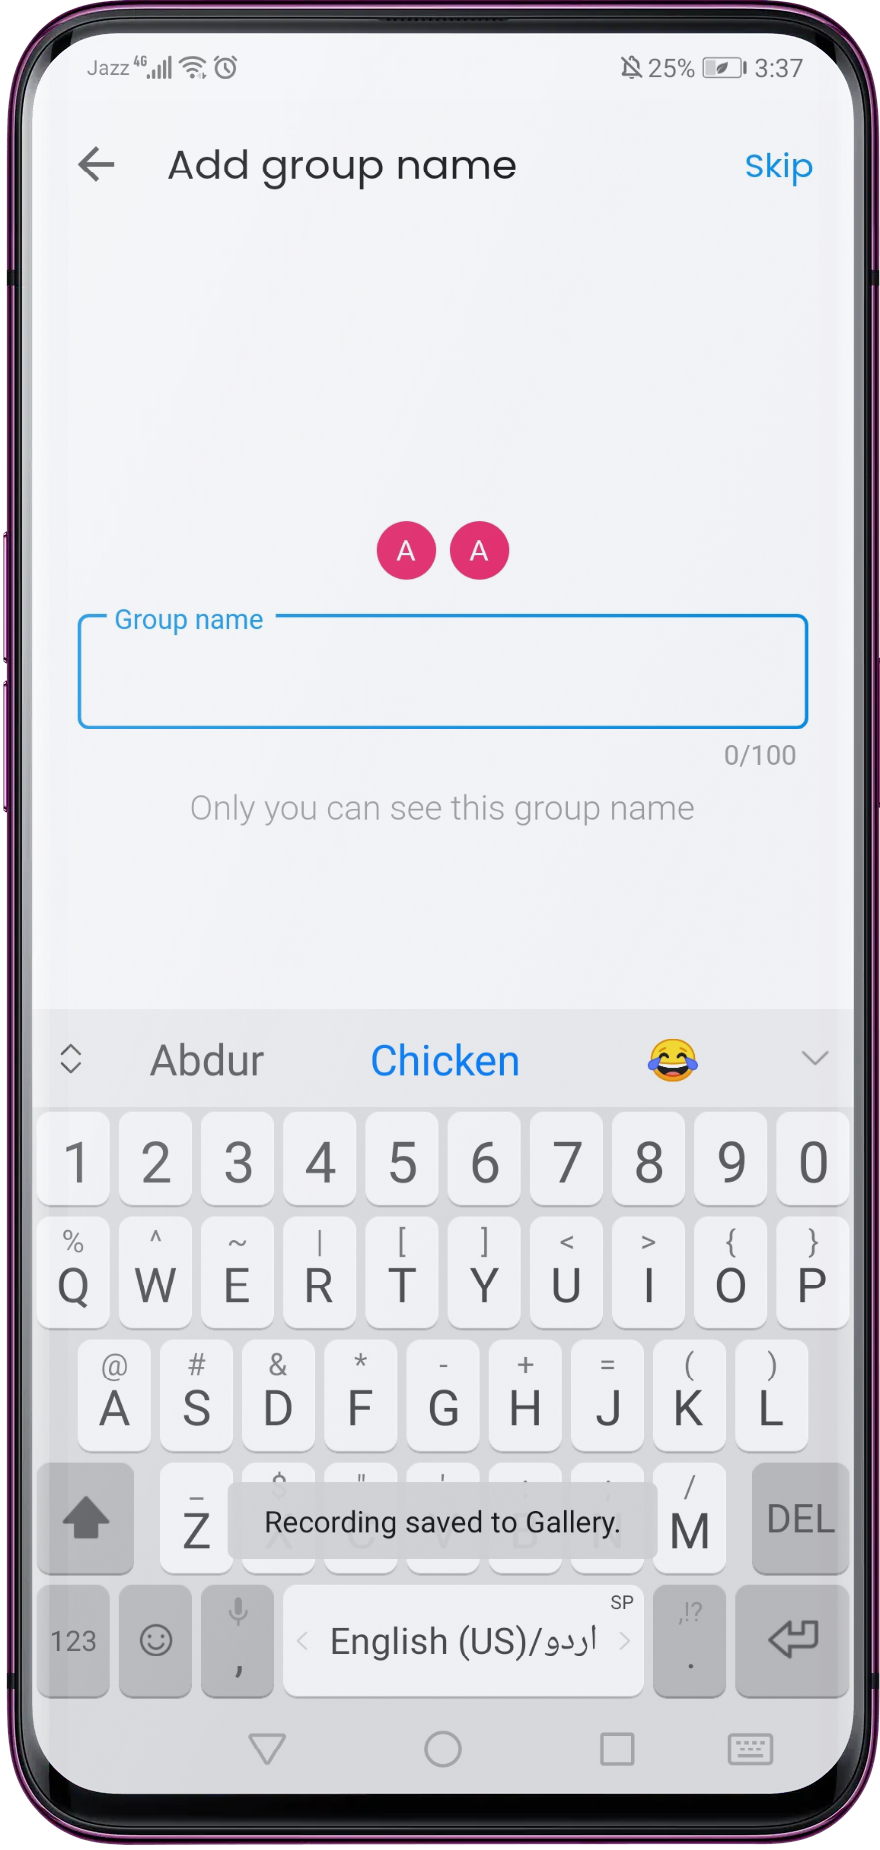 Jazz 4G 25% 3:37
Add group name Skip
A A
Group name
0/100
Only you can see this group name
Abdur Chicken 😂
1 2 3 4 5 6 7 8 9 0
% ^ ~ | [ ] < > { }
Q W E R T Y U I O P
@ # & * - + = ( )
A S D F G H J K L
_ $ " ' : ; /
Z M DEL
Recording saved to Gallery.
SP ,!?
123 , English (US)/اردو .